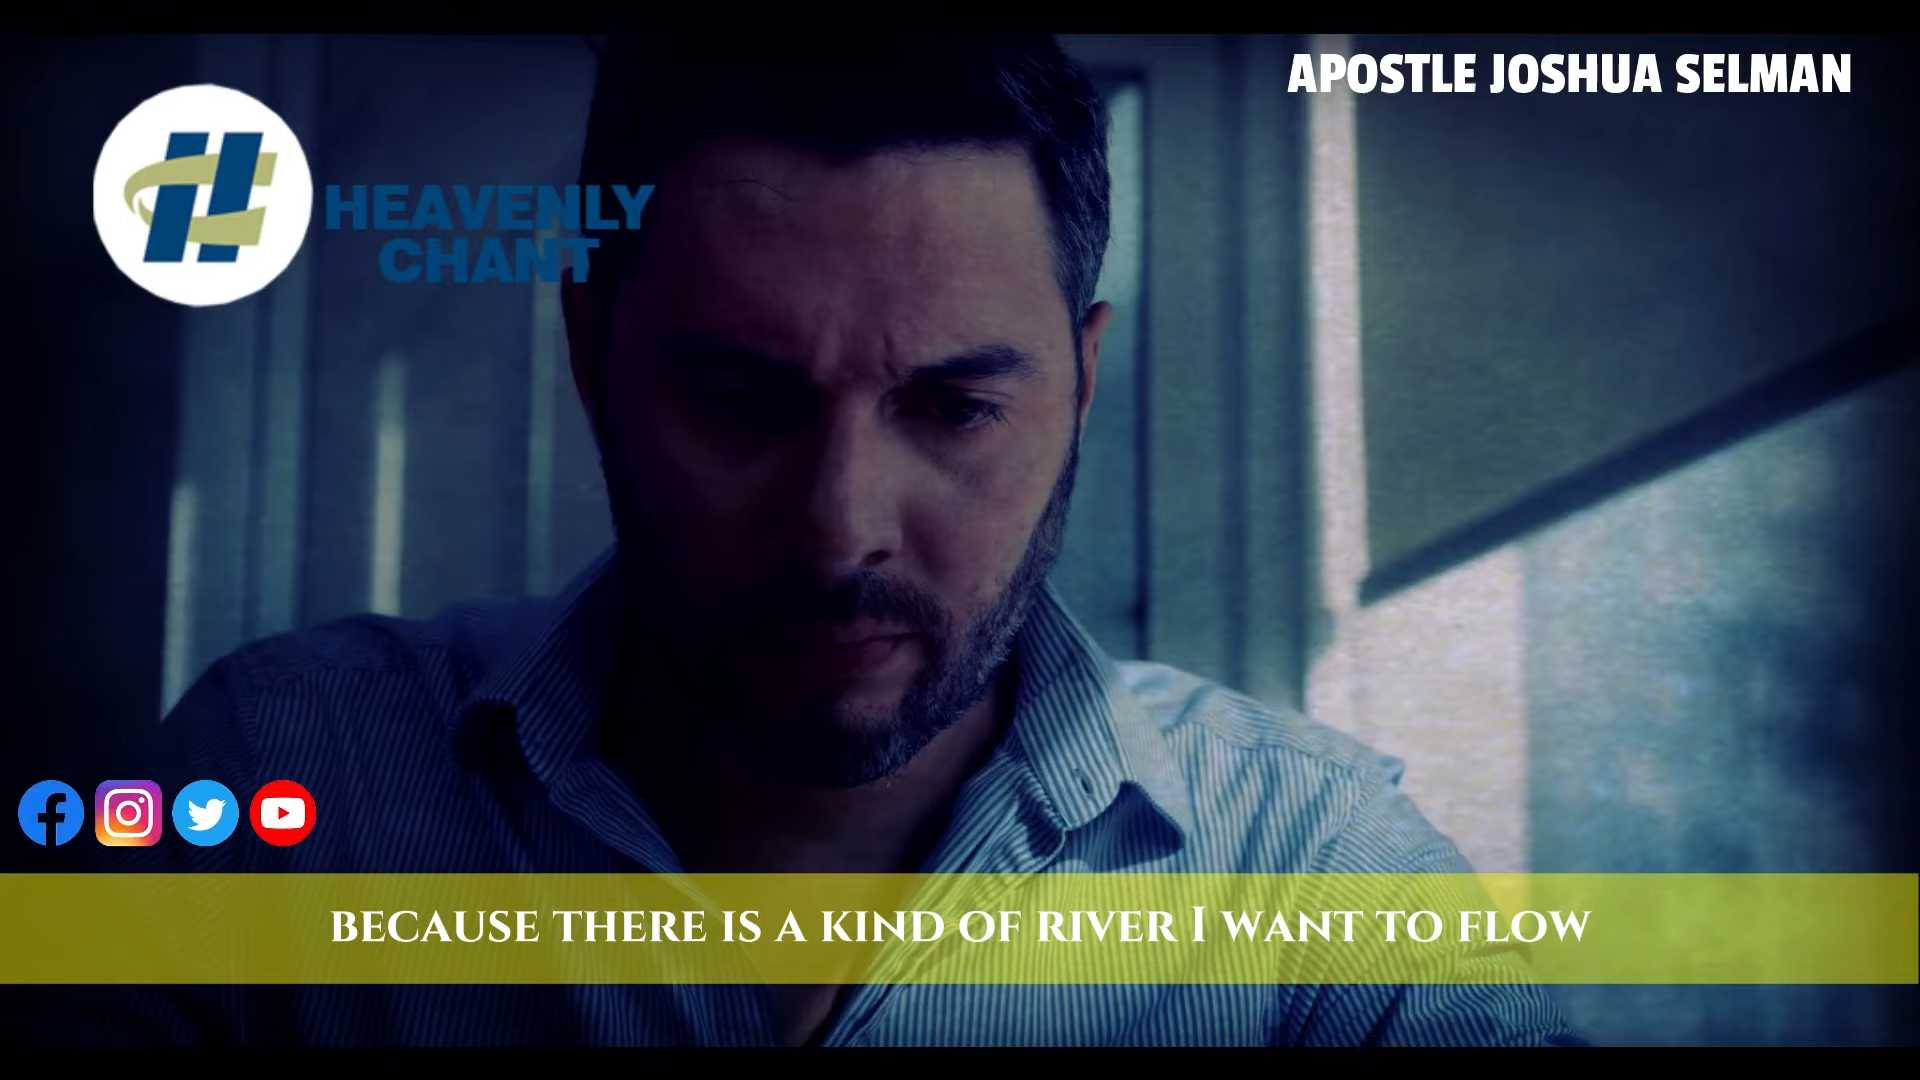 APOSTLE JOSHUA SELMAN
HEAVENLY
CHANT
BECAUSE THERE IS A KIND OF RIVER I WANT TO FLOW